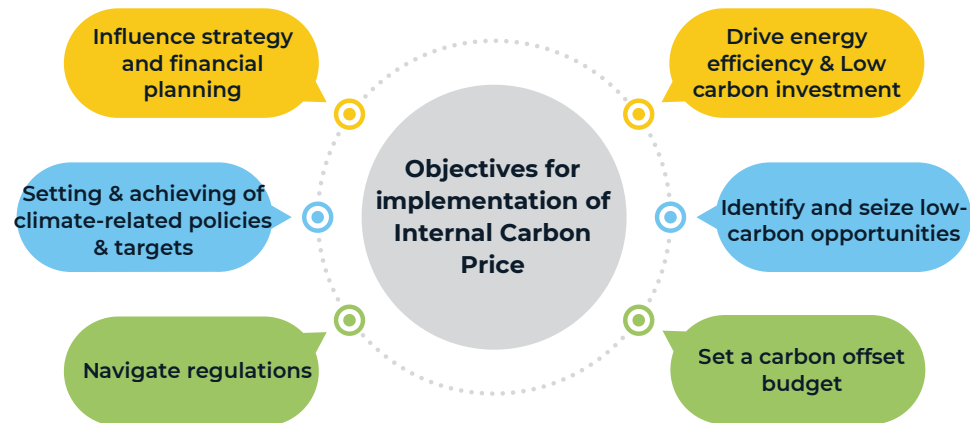 Influence strategy
and financial
planning
Drive energy
efficiency & Low
carbon investment
Setting & achieving of
climate-related policies
& targets
Objectives for
implementation of
Internal Carbon
Price
Identify and seize low-
carbon opportunities
Navigate regulations
Set a carbon offset
budget